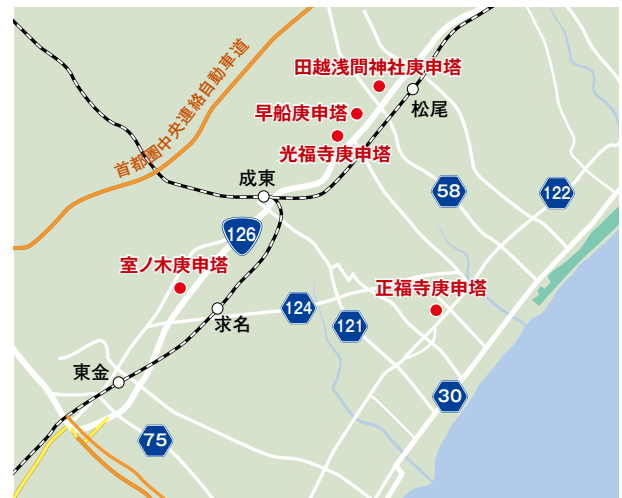 田越浅間神社庚申塔
松尾
早船庚申塔
光福寺庚申塔
首都圏中央連絡自動車道
成東
58
122
126
室ノ木庚申塔
正福寺庚申塔
124
121
求名
東金
30
75